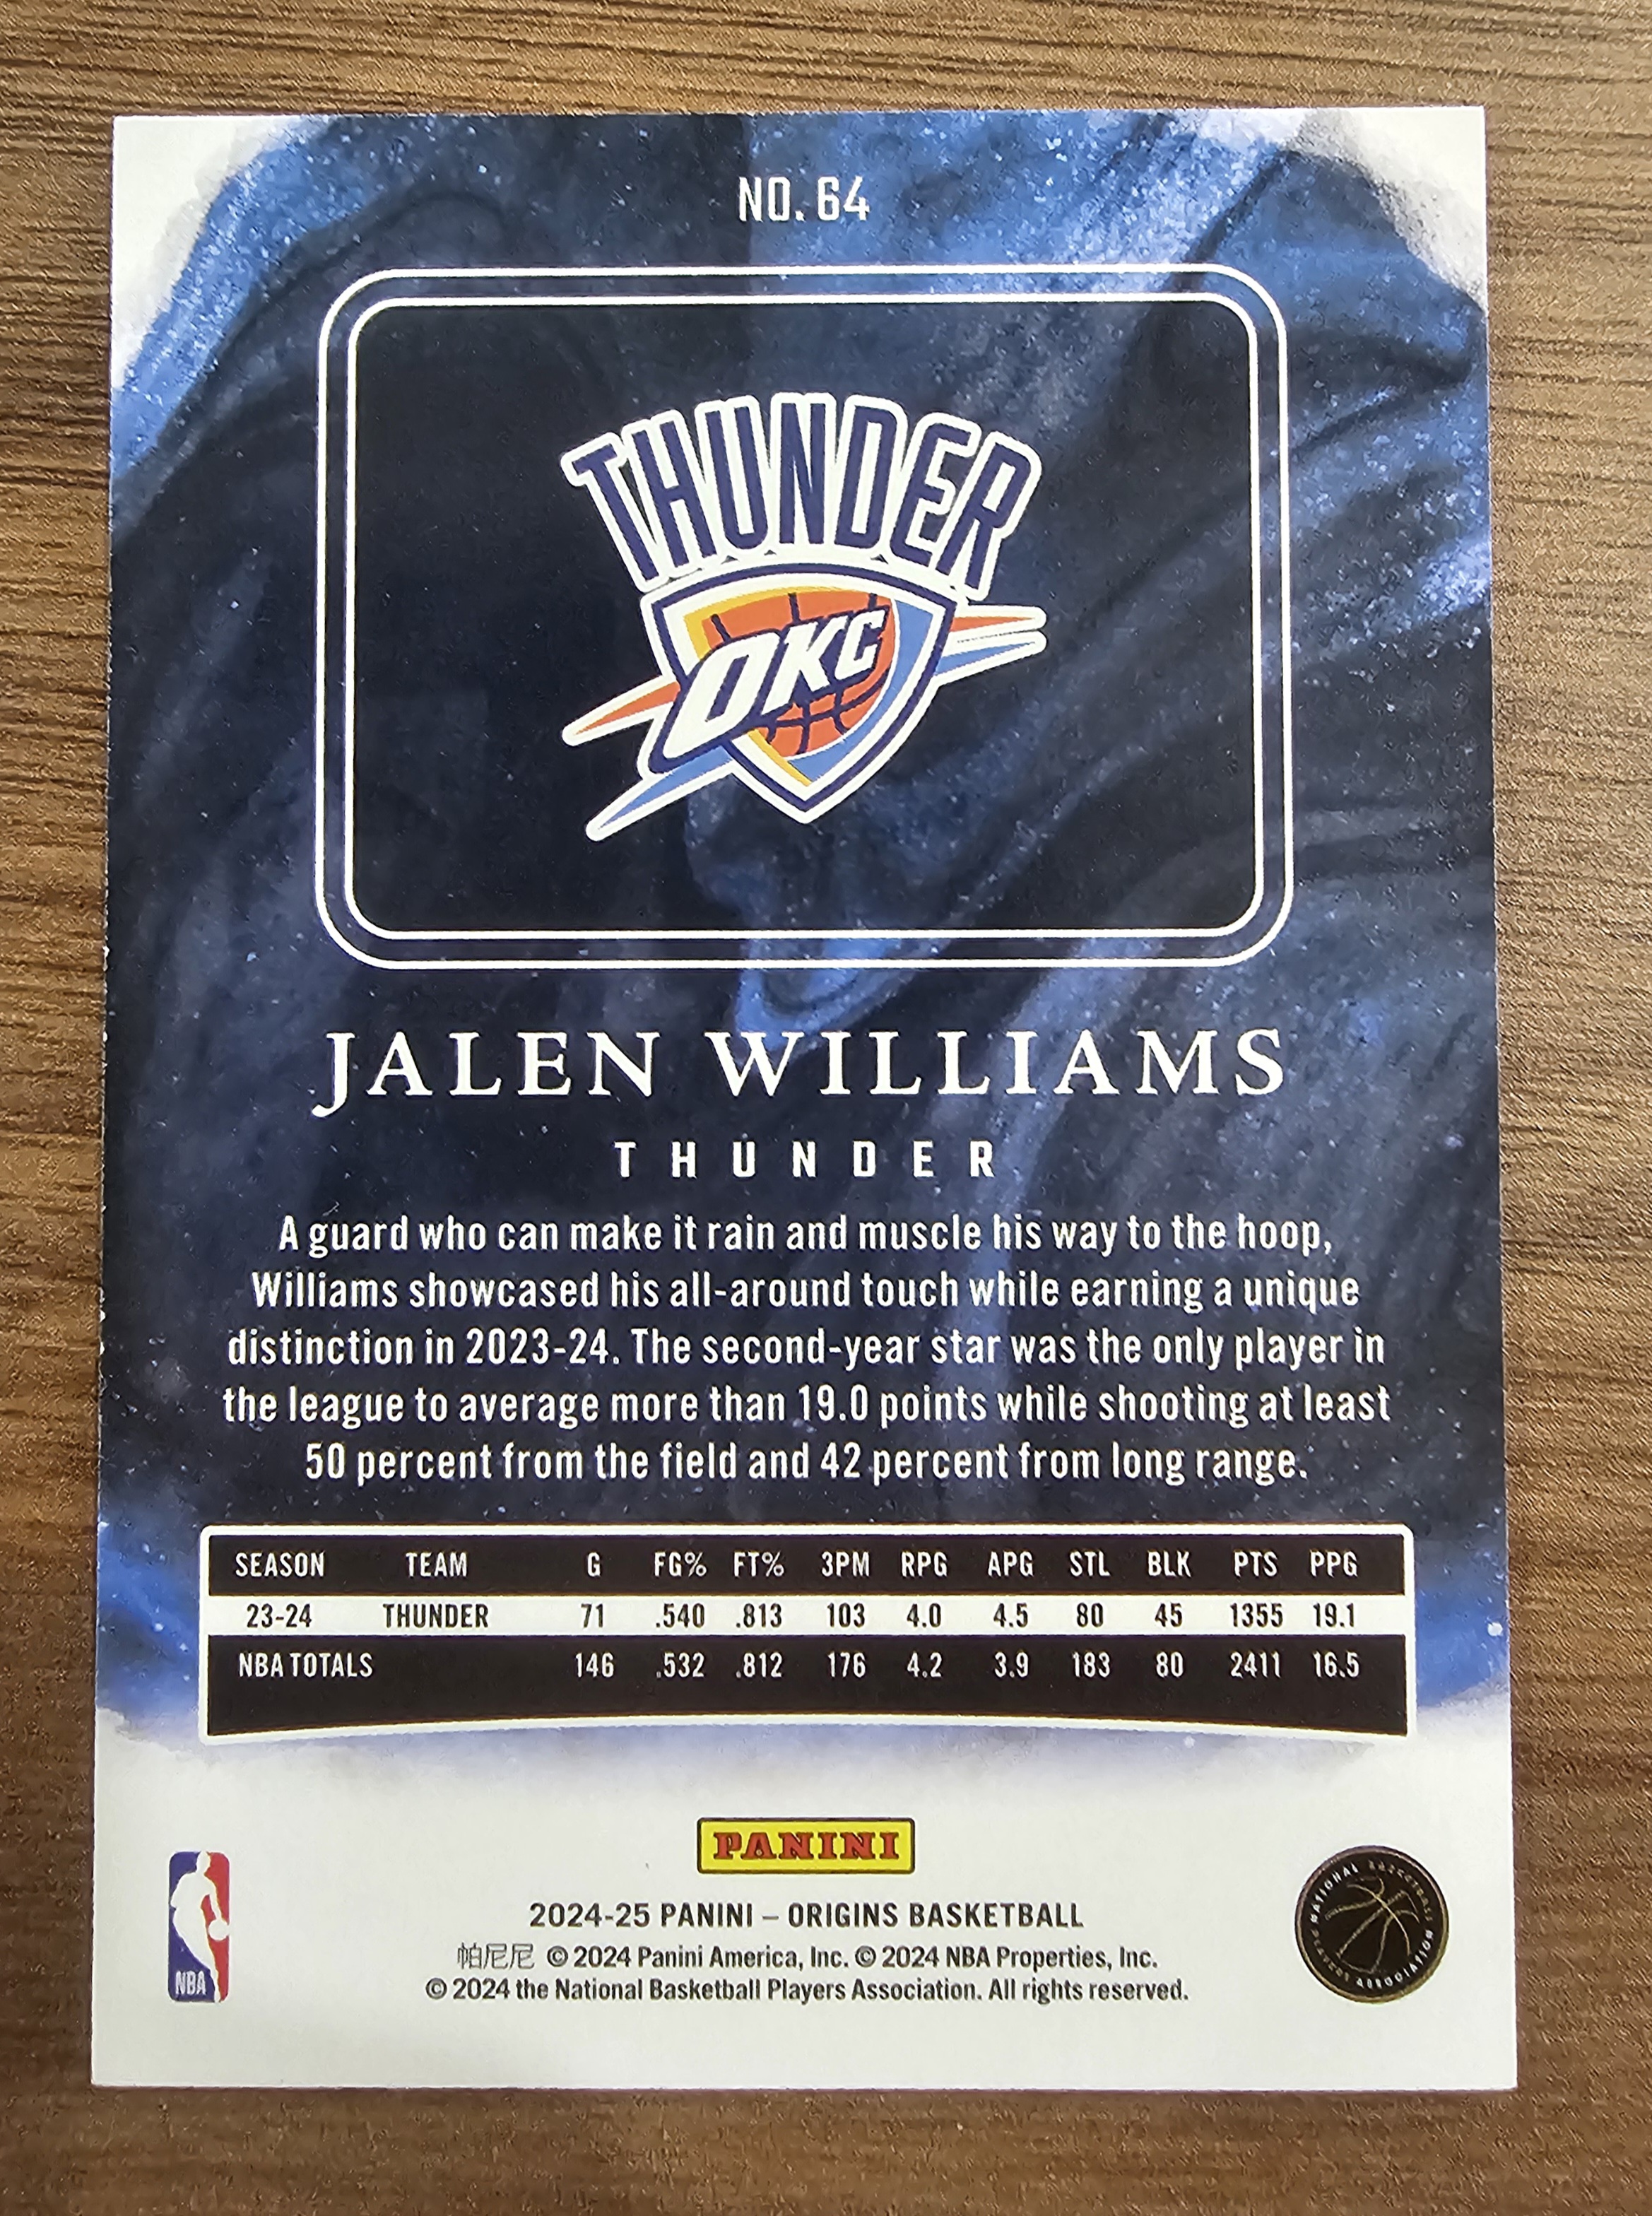 NO. 64
THUNDER
OKC
JALEN WILLIAMS
THUNDER
A guard who can make it rain and muscle his way to the hoop,
Williams showcased his all-around touch while earning a unique
distinction in 2023-24. The second-year star was the only player in
the league to average more than 19.0 points while shooting at least
50 percent from the field and 42 percent from long range.
SEASON TEAM G FG% FT% 3PM RPG APG STL BLK PTS PPG
23-24 THUNDER 71 .540 .813 103 4.0 4.5 80 45 1355 19.1
NBA TOTALS 146 .532 .812 176 4.2 3.9 183 80 2411 16.5
PANINI
2024-25 PANINI – ORIGINS BASKETBALL
帕尼尼 © 2024 Panini America, Inc. © 2024 NBA Properties, Inc.
© 2024 the National Basketball Players Association. All rights reserved.
NBA
NATIONAL BASKETBALL PLAYERS ASSOCIATION